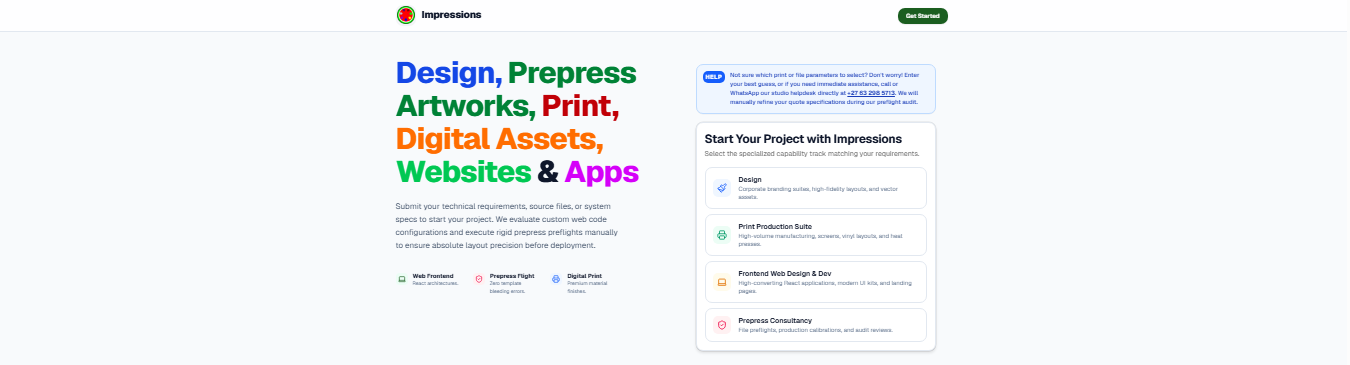 Impressions
Get Started
Design, Prepress
Artworks, Print,
Digital Assets,
Websites & Apps
Submit your technical requirements, source files, or system
specs to start your project. We evaluate custom web code
configurations and execute rigid prepress preflights manually
to ensure absolute layout precision before deployment.
Web Frontend
React architectures.
Prepress Flight
Zero template
bleeding errors.
Digital Print
Premium material
finishes.
HELP
Not sure which print or file parameters to select? Don't worry! Enter
your best guess, or if you need immediate assistance, call or
WhatsApp our studio helpdesk directly at +27 63 298 5713. We will
manually refine your quote specifications during our preflight audit.
Start Your Project with Impressions
Select the specialized capability track matching your requirements.
Design
Corporate branding suites, high-fidelity layouts, and vector
assets.
Print Production Suite
High-volume manufacturing, screens, vinyl layouts, and heat
presses.
Frontend Web Design & Dev
High-converting React applications, modern UI kits, and landing
pages.
Prepress Consultancy
File preflights, production calibrations, and audit reviews.